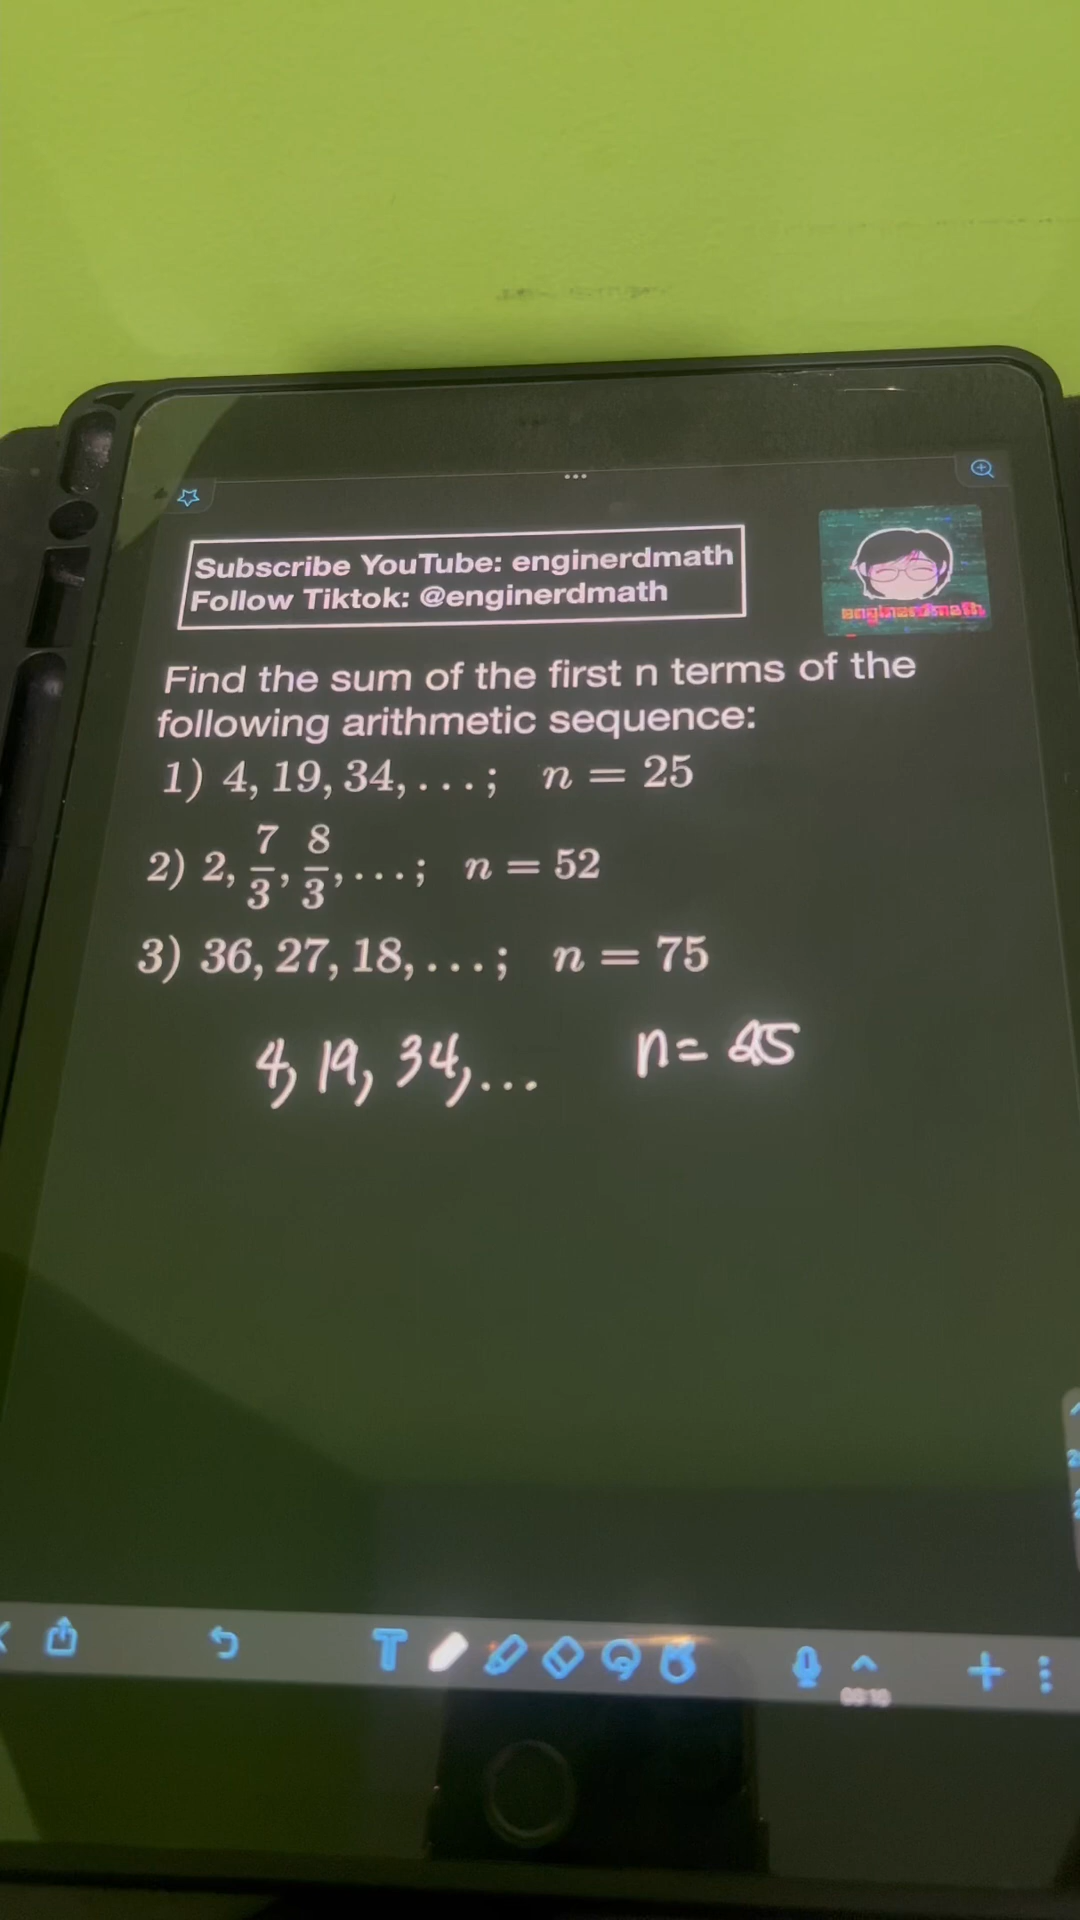 Subscribe YouTube: enginerdmath
Follow Tiktok: @enginerdmath
enginerdmath
Find the sum of the first n terms of the
following arithmetic sequence:
1) 4, 19, 34, . . . ; n = 25
2) 2, 7/3, 8/3, . . . ; n = 52
3) 36, 27, 18, . . . ; n = 75
4, 19, 34, ... n = 25
T